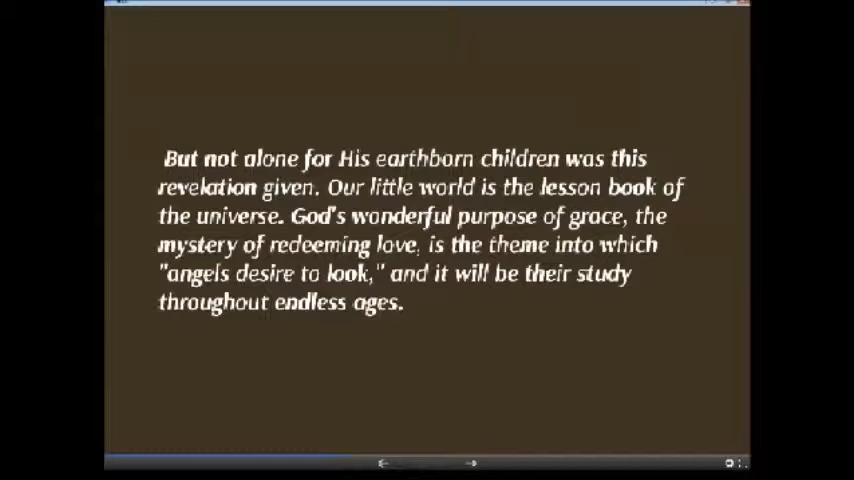 But not alone for His earthborn children was this
revelation given. Our little world is the lesson book of
the universe. God's wonderful purpose of grace, the
mystery of redeeming love, is the theme into which
"angels desire to look," and it will be their study
throughout endless ages.